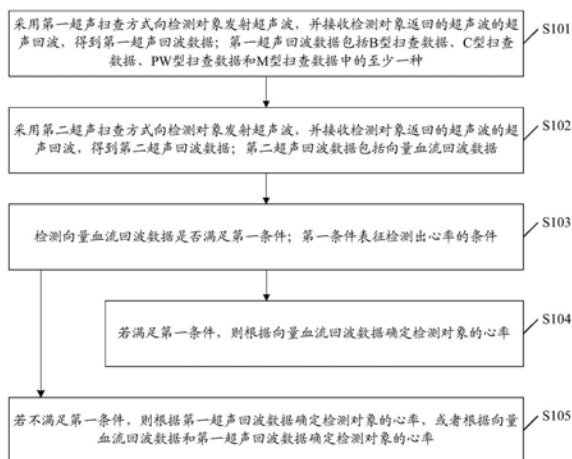 采用第一超声扫查方式向检测对象发射超声波，并接收检测对象返回的超声波的超
声回波，得到第一超声回波数据；第一超声回波数据包括B型扫查数据、C型扫查
数据、PW型扫查数据和M型扫查数据中的至少一种
S101
采用第二超声扫查方式向检测对象发射超声波，并接收检测对象返回的超声波的超
声回波，得到第二超声回波数据；第二超声回波数据包括向量血流回波数据
S102
检测向量血流回波数据是否满足第一条件；第一条件表征检测出心率的条件
S103
若满足第一条件，则根据向量血流回波数据确定检测对象的心率
S104
若不满足第一条件，则根据第一超声回波数据确定检测对象的心率，或者根据向量
血流回波数据和第一超声回波数据确定检测对象的心率
S105